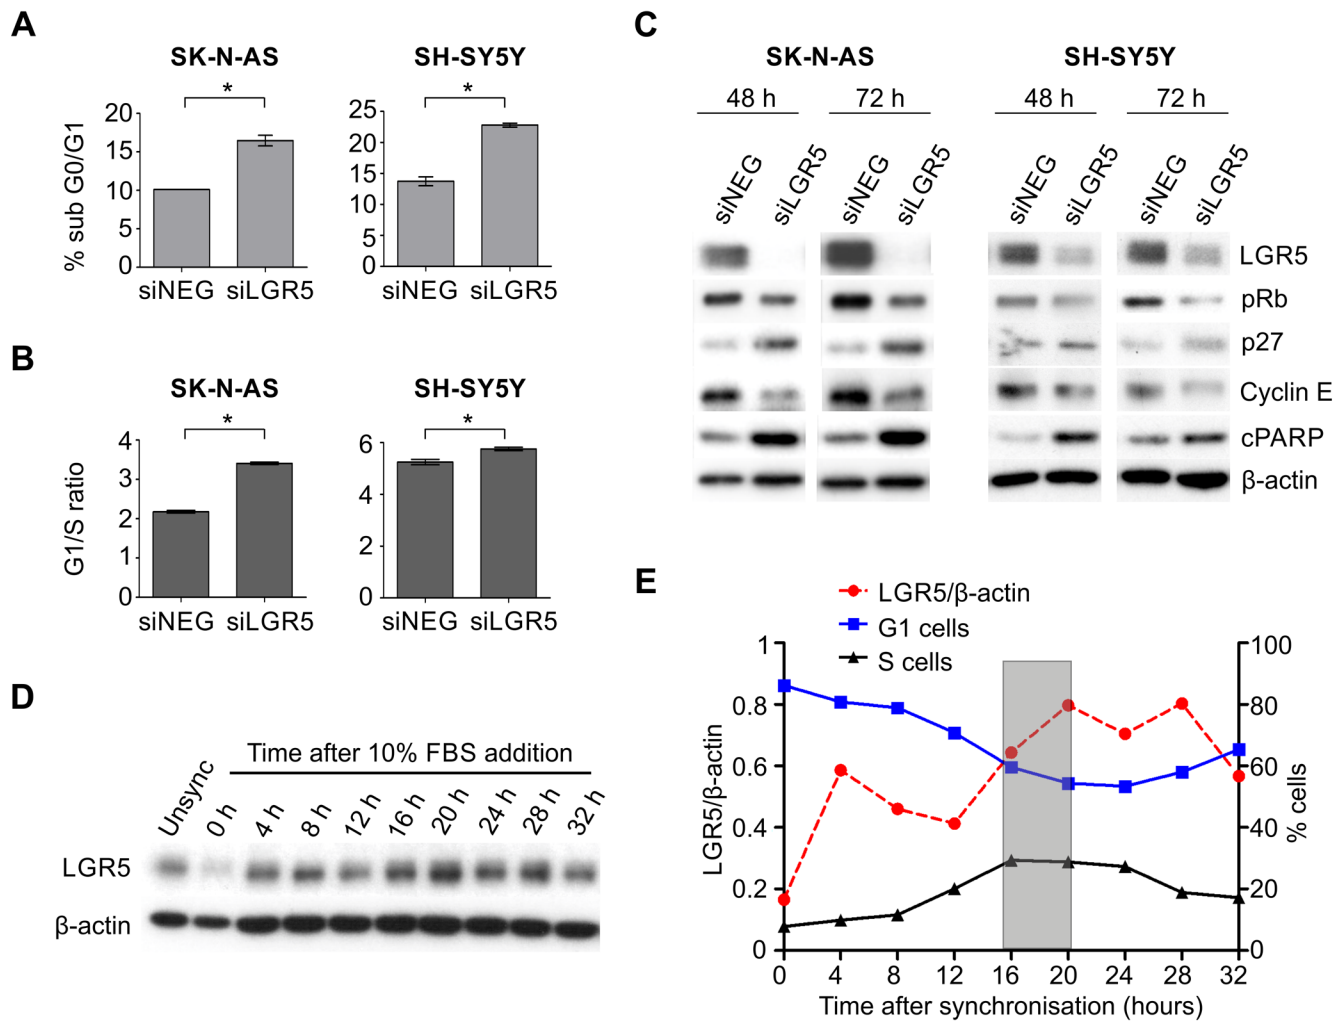 A
SK-N-AS
SH-SY5Y
*
*
% sub G0/G1
20
15
10
5
0
25
20
15
10
5
0
siNEG siLGR5
siNEG siLGR5
B
SK-N-AS
SH-SY5Y
*
*
G1/S ratio
4
3
2
1
0
6
4
2
0
siNEG siLGR5
siNEG siLGR5
C
SK-N-AS
SH-SY5Y
48 h
72 h
48 h
72 h
siNEG
siLGR5
siNEG
siLGR5
siNEG
siLGR5
siNEG
siLGR5
LGR5
pRb
p27
Cyclin E
cPARP
β-actin
D
Time after 10% FBS addition
Unsync
0 h
4 h
8 h
12 h
16 h
20 h
24 h
28 h
32 h
LGR5
β-actin
E
LGR5/β-actin
G1 cells
S cells
LGR5/β-actin
1
0.8
0.6
0.4
0.2
0
100
80
60
40
20
0
% cells
0 4 8 12 16 20 24 28 32
Time after synchronisation (hours)